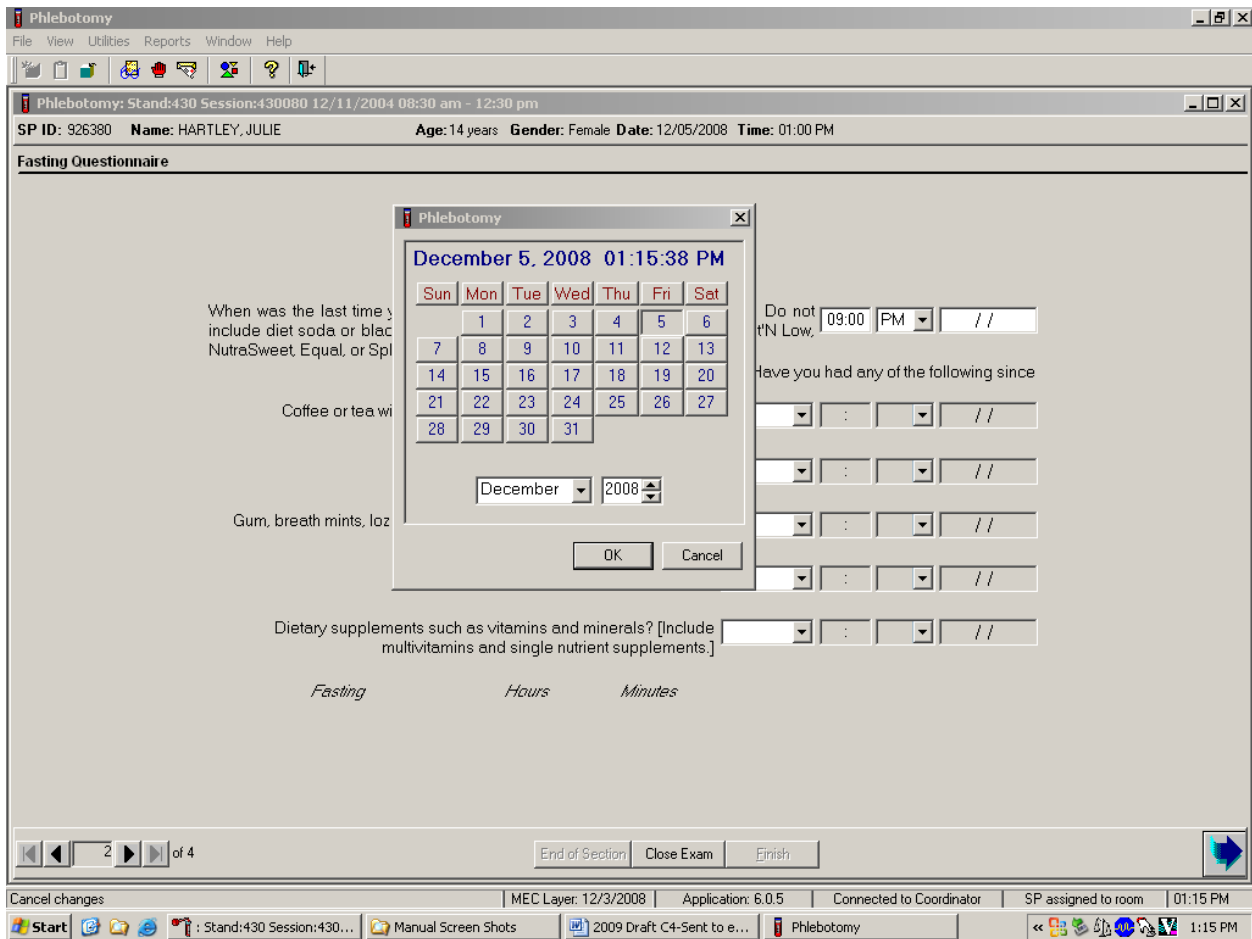 Phlebotomy
File View Utilities Reports Window Help
Phlebotomy: Stand:430 Session:430080 12/11/2004 08:30 am - 12:30 pm
SP ID: 926380 Name: HARTLEY, JULIE Age: 14 years Gender: Female Date: 12/05/2008 Time: 01:00 PM
Fasting Questionnaire
Phlebotomy
December 5, 2008 01:15:38 PM
Sun Mon Tue Wed Thu Fri Sat
1 2 3 4 5 6
7 8 9 10 11 12 13
14 15 16 17 18 19 20
21 22 23 24 25 26 27
28 29 30 31
December 2008
OK Cancel
When was the last time y Do not 09:00 PM / /
include diet soda or blac t'N Low,
NutraSweet, Equal, or Spl
Have you had any of the following since
Coffee or tea wi : / /
: / /
Gum, breath mints, loz : / /
: / /
Dietary supplements such as vitamins and minerals? [Include : / /
multivitamins and single nutrient supplements.]
Fasting Hours Minutes
2 of 4 End of Section Close Exam Finish
Cancel changes MEC Layer: 12/3/2008 Application: 6.0.5 Connected to Coordinator SP assigned to room 01:15 PM
Start : Stand:430 Session:430... Manual Screen Shots 2009 Draft C4-Sent to e... Phlebotomy « 1:15 PM